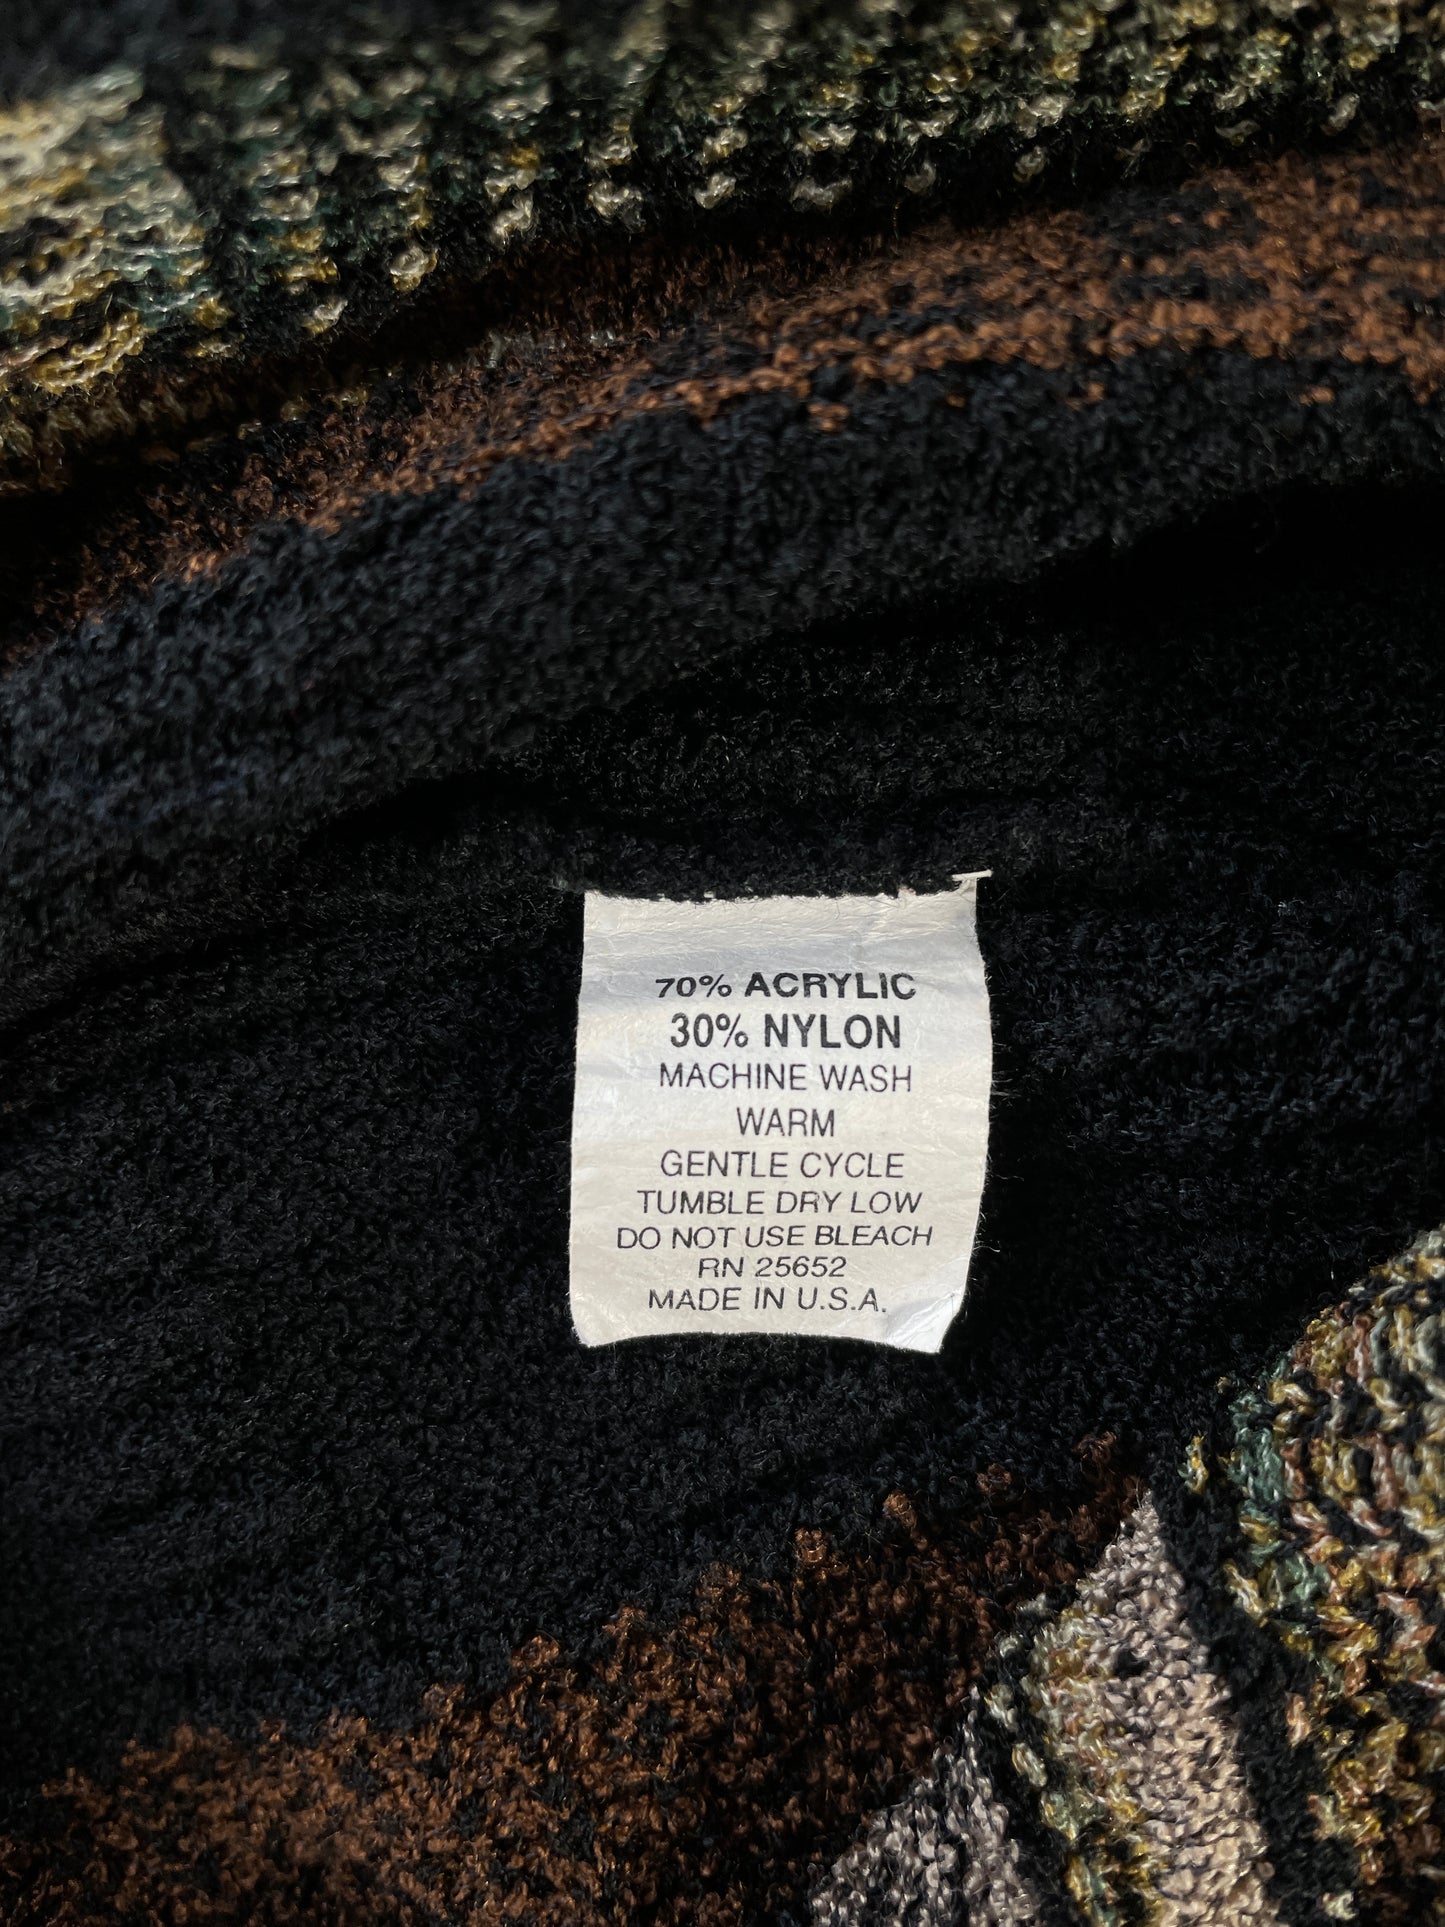 70% ACRYLIC
30% NYLON
MACHINE WASH
WARM
GENTLE CYCLE
TUMBLE DRY LOW
DO NOT USE BLEACH
RN 25652
MADE IN U.S.A.